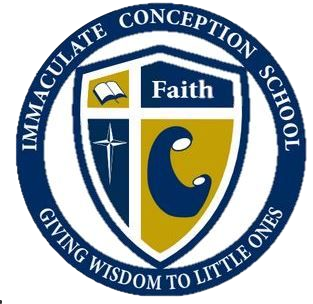 IMMACULATE CONCEPTION SCHOOL
Faith
GIVING WISDOM TO LITTLE ONES